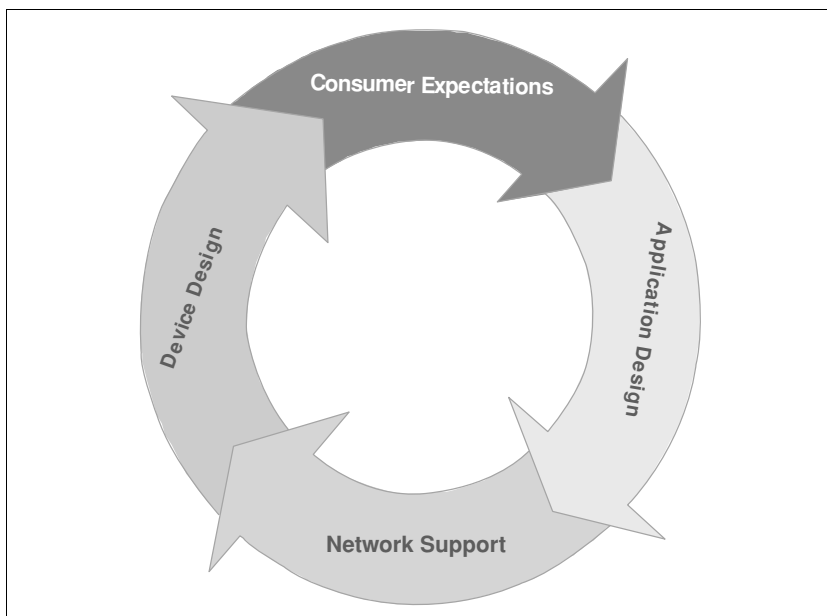 Consumer Expectations
Application Design
Network Support
Device Design